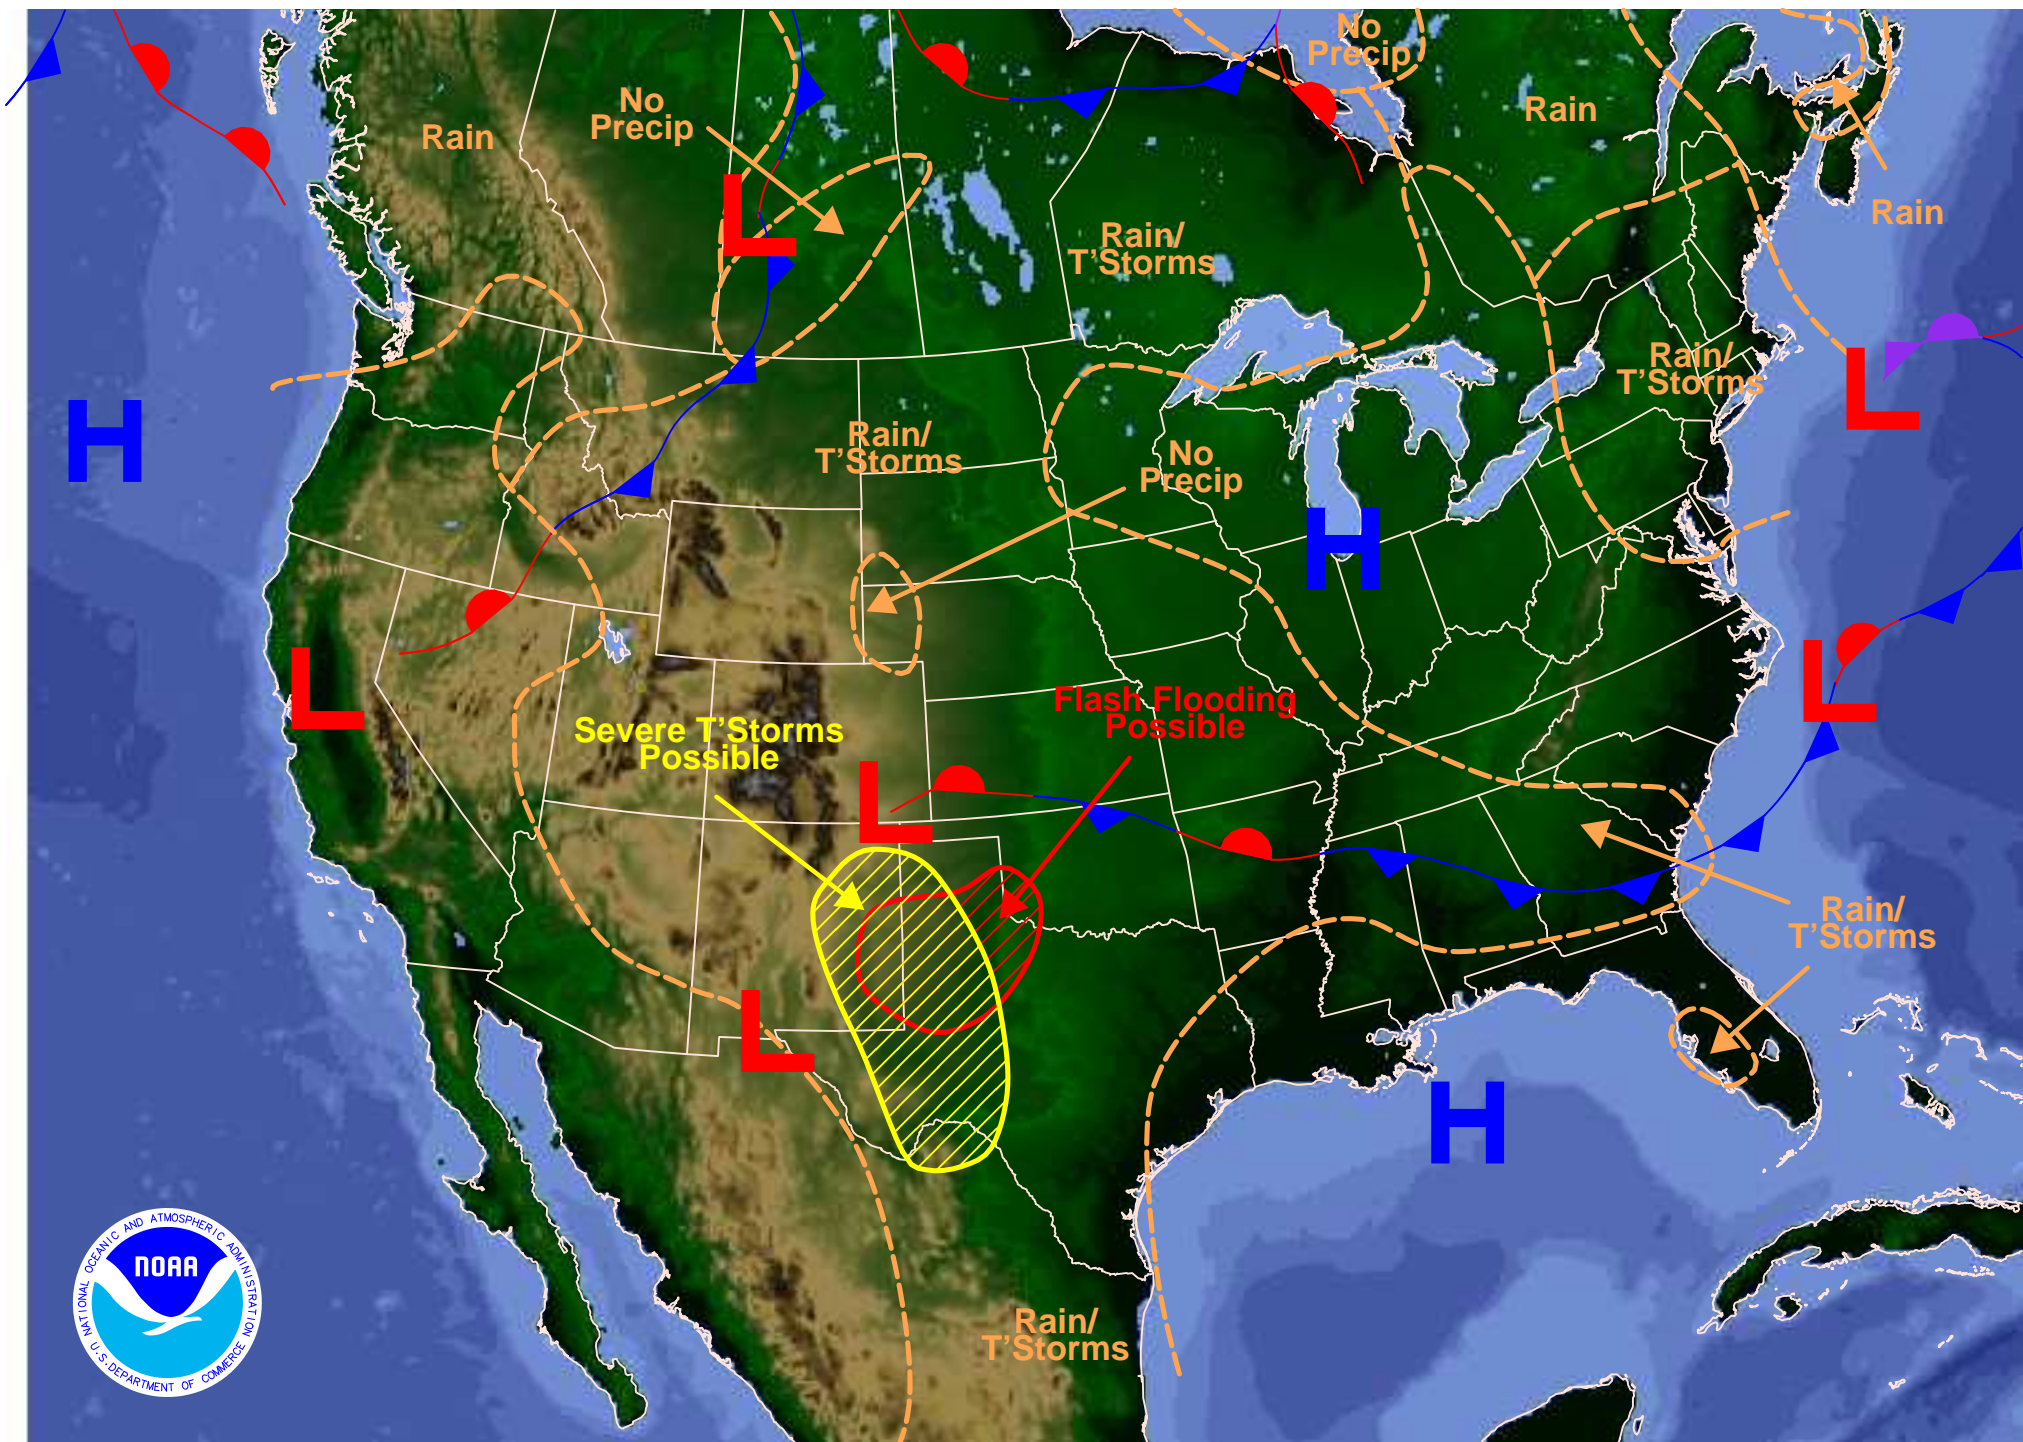 No
Precip
No
Precip
Rain
Rain
Rain
L
Rain/
T'Storms
Rain/
T'Storms
L
H
Rain/
T'Storms
No
Precip
H
L
L
Flash Flooding
Possible
Severe T'Storms
Possible
L
Rain/
T'Storms
L
H
Rain/
T'Storms
NATIONAL OCEANIC AND ATMOSPHERIC ADMINISTRATION
NOAA
U.S. DEPARTMENT OF COMMERCE